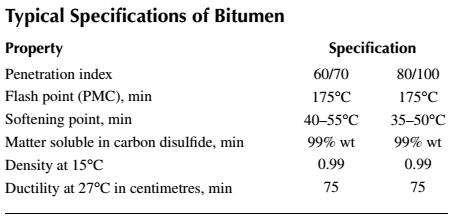 Typical Specifications of Bitumen
Property Specification
Penetration index 60/70 80/100
Flash point (PMC), min 175°C 175°C
Softening point, min 40–55°C 35–50°C
Matter soluble in carbon disulfide, min 99% wt 99% wt
Density at 15°C 0.99 0.99
Ductility at 27°C in centimetres, min 75 75